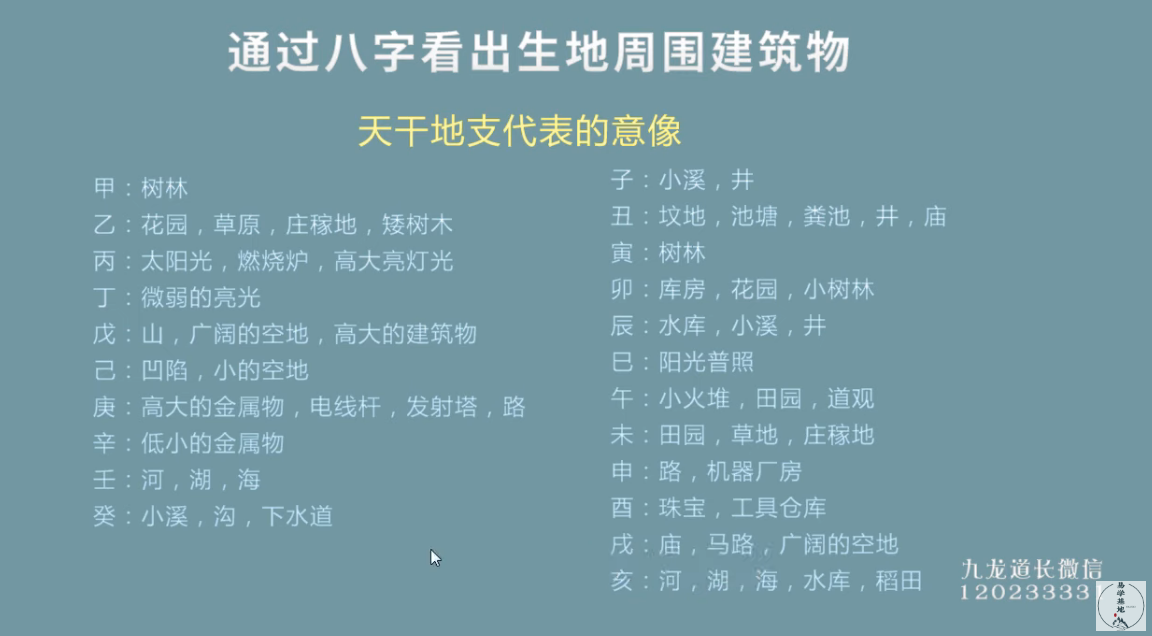 通过八字看出生地周围建筑物
天干地支代表的意像
甲：树林
乙：花园，草原，庄稼地，矮树木
丙：太阳光，燃烧炉，高大亮灯光
丁：微弱的亮光
戊：山，广阔的空地，高大的建筑物
己：凹陷，小的空地
庚：高大的金属物，电线杆，发射塔，路
辛：低小的金属物
壬：河，湖，海
癸：小溪，沟，下水道
子：小溪，井
丑：坟地，池塘，粪池，井，庙
寅：树林
卯：库房，花园，小树林
辰：水库，小溪，井
巳：阳光普照
午：小火堆，田园，道观
未：田园，草地，庄稼地
申：路，机器厂房
酉：珠宝，工具仓库
戌：庙，马路，广阔的空地
亥：河，湖，海，水库，稻田
九龙道长微信
12023333
易学基地